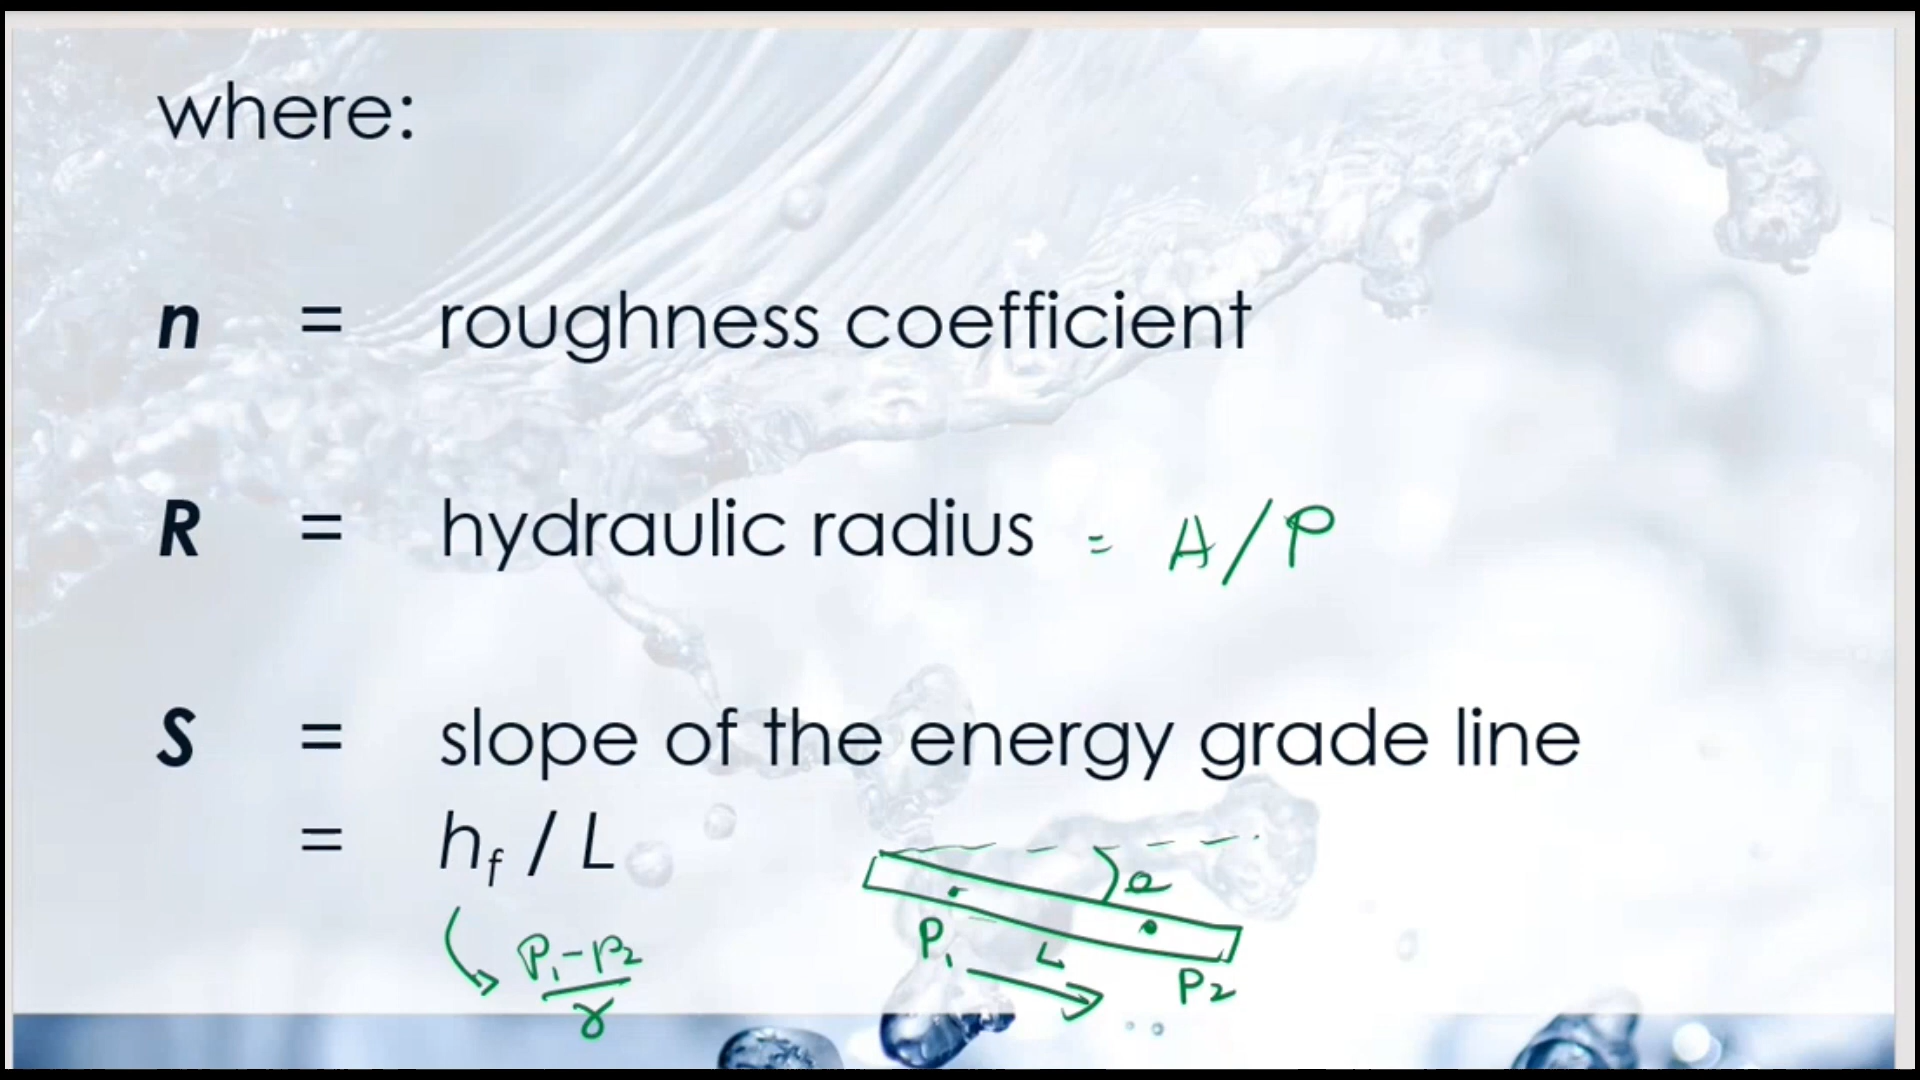 where:
n = roughness coefficient
R = hydraulic radius = A/P
S = slope of the energy grade line
= hf / L
P1-P2
γ
P1
L
P2